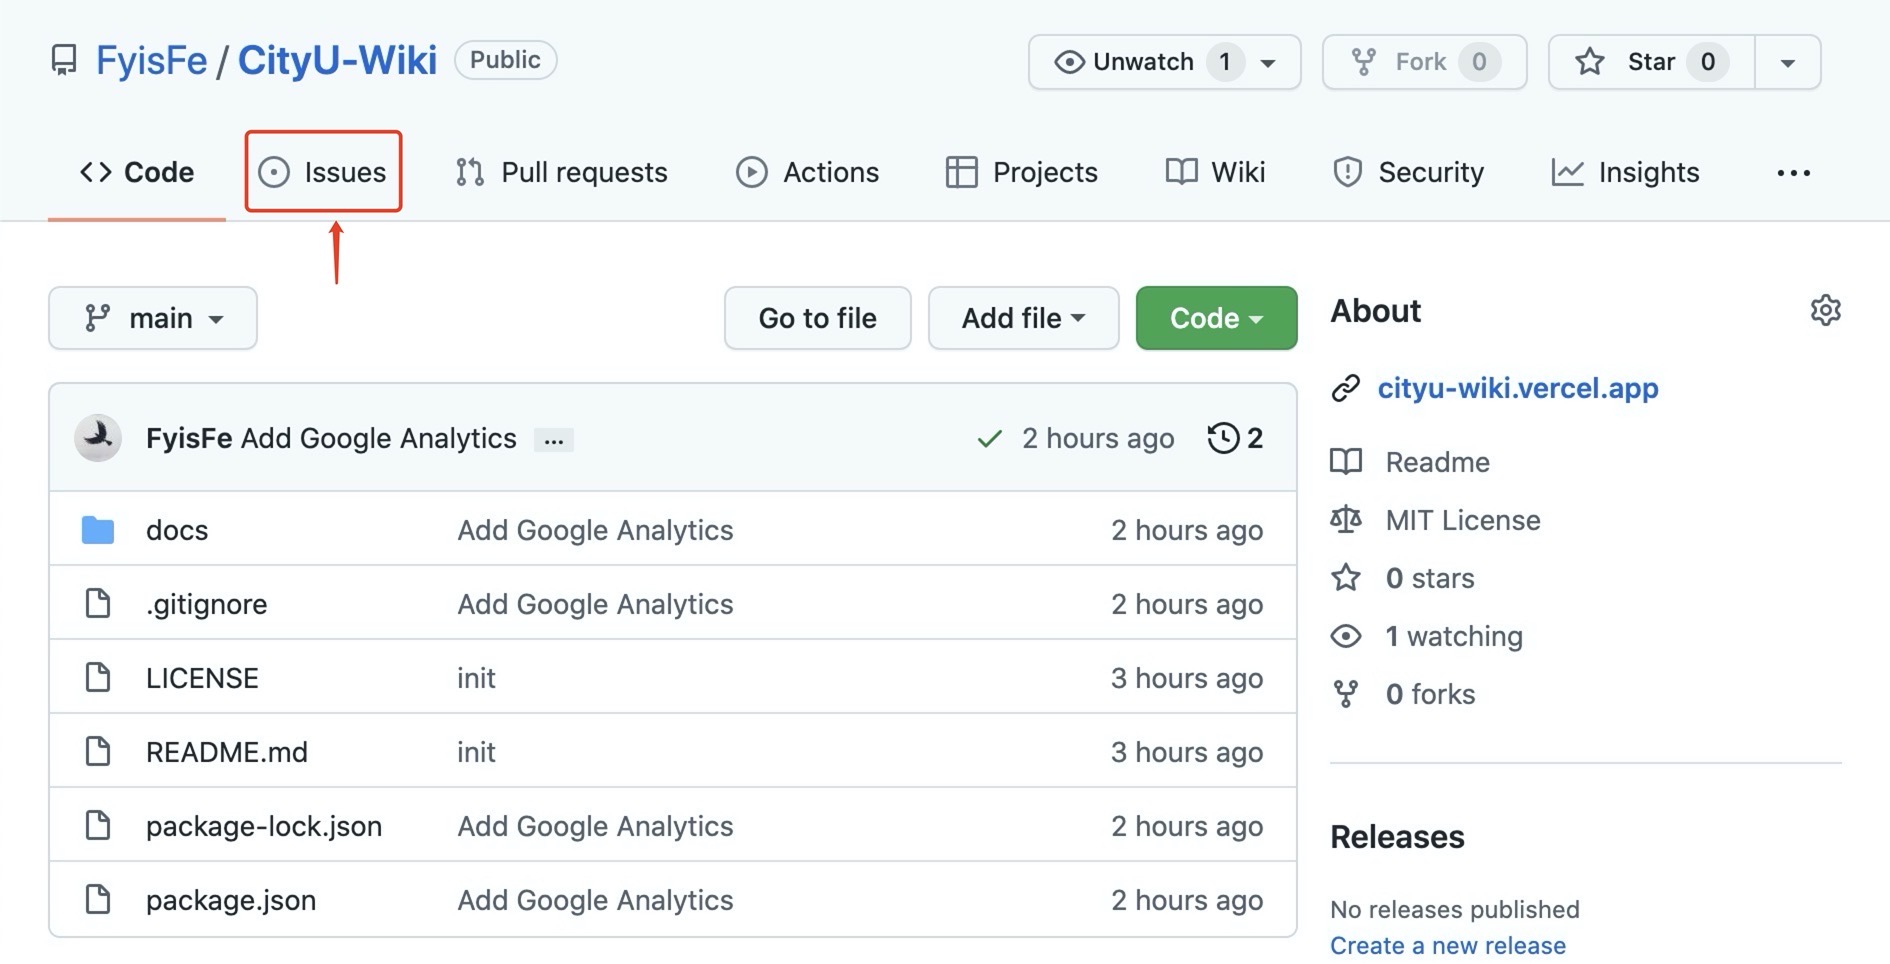 FyisFe / CityU-Wiki Public Unwatch 1 Fork 0 Star 0
Code Issues Pull requests Actions Projects Wiki Security Insights ...
main Go to file Add file Code
FyisFe Add Google Analytics ... 2 hours ago 2
docs Add Google Analytics 2 hours ago
.gitignore Add Google Analytics 2 hours ago
LICENSE init 3 hours ago
README.md init 3 hours ago
package-lock.json Add Google Analytics 2 hours ago
package.json Add Google Analytics 2 hours ago
About
cityu-wiki.vercel.app
Readme
MIT License
0 stars
1 watching
0 forks
Releases
No releases published
Create a new release